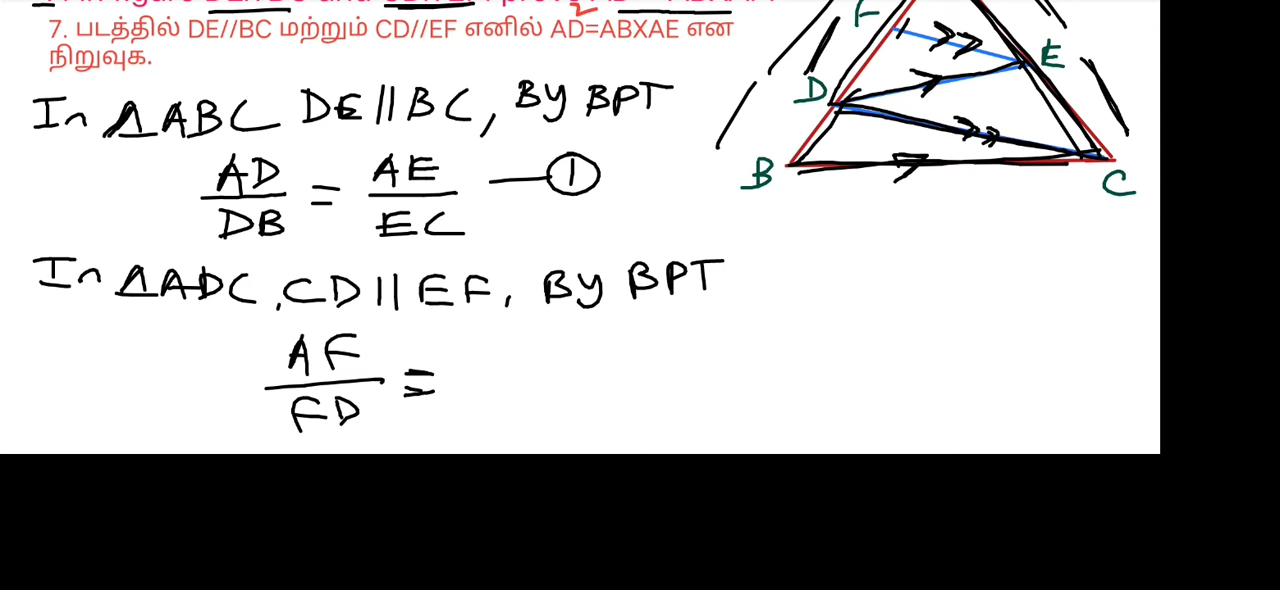 7. படத்தில் DE//BC மற்றும் CD//EF எனில் AD=ABXAE என
நிறுவுக.
In ΔABC DE || BC, By BPT
AD/DB = AE/EC — ①
In ΔADC, CD || EF, By BPT
AF/FD =
F
E
D
B
C